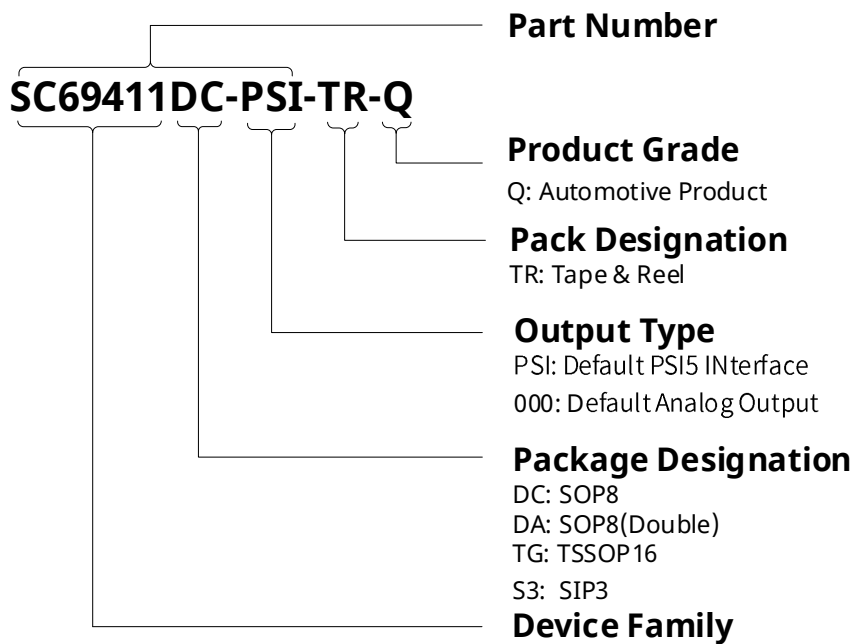 Part Number
SC69411DC-PSI-TR-Q
Product Grade
Q: Automotive Product
Pack Designation
TR: Tape & Reel
Output Type
PSI: Default PSI5 INterface
000: Default Analog Output
Package Designation
DC: SOP8
DA: SOP8(Double)
TG: TSSOP16
S3: SIP3
Device Family